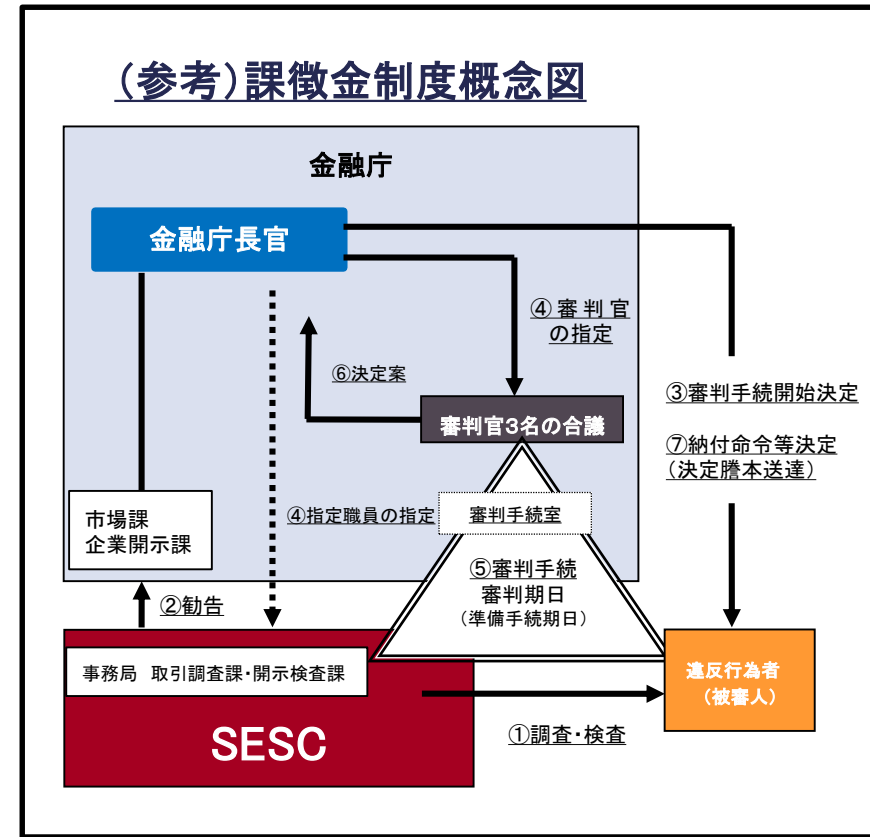 (参考)課徴金制度概念図
金融庁
金融庁長官
④審判官
の指定
⑥決定案
③審判手続開始決定
審判官3名の合議
⑦納付命令等決定
(決定謄本送達)
市場課
企業開示課
④指定職員の指定
審判手続室
⑤審判手続
審判期日
(準備手続期日)
②勧告
事務局 取引調査課・開示検査課
違反行為者
(被審人)
SESC
①調査・検査